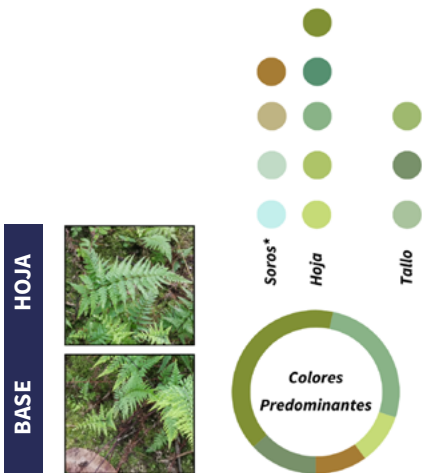 Soros*
Hoja
Tallo
HOJA
BASE
Colores
Predominantes